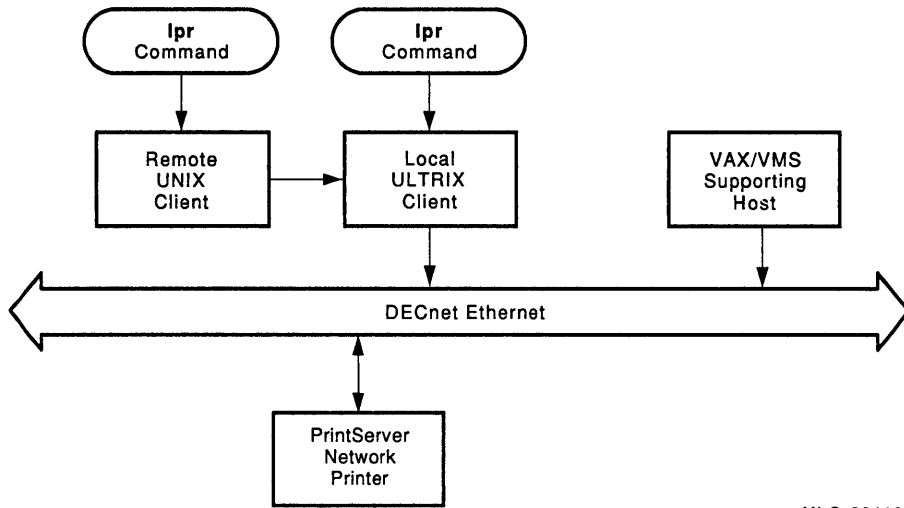 lpr
Command
lpr
Command
Remote
UNIX
Client
Local
ULTRIX
Client
VAX/VMS
Supporting
Host
DECnet Ethernet
PrintServer
Network
Printer